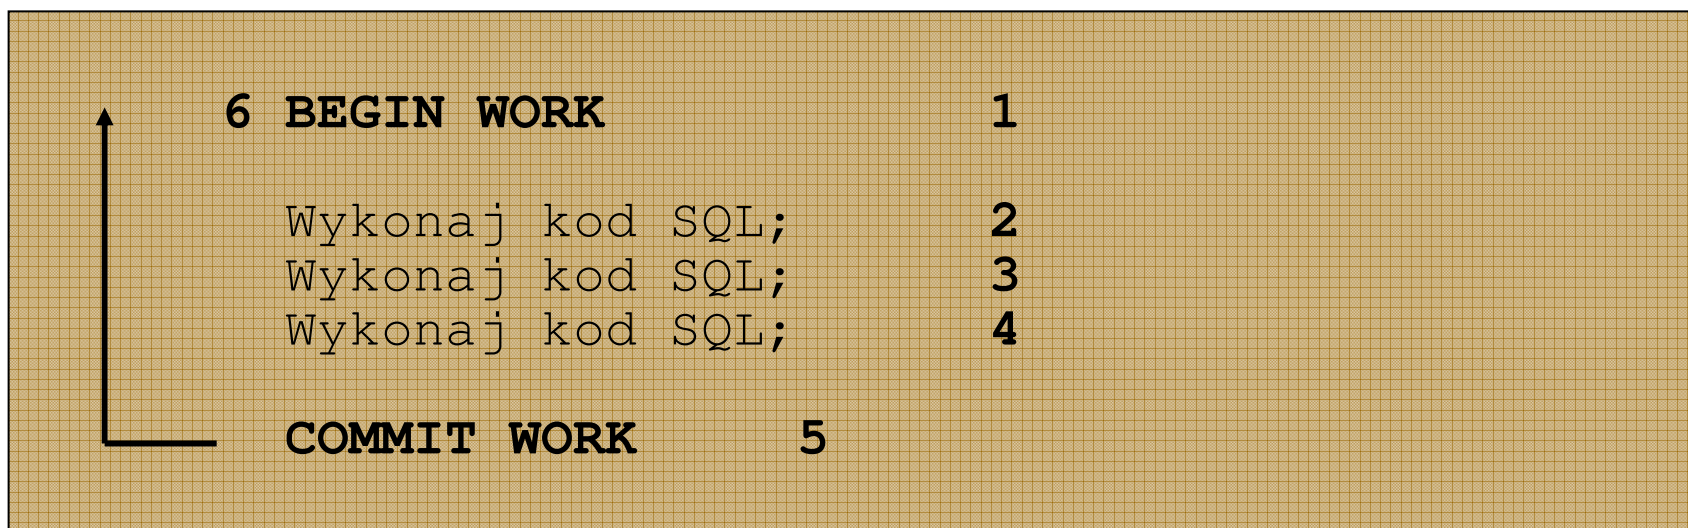 6 BEGIN WORK 1
Wykonaj kod SQL; 2
Wykonaj kod SQL; 3
Wykonaj kod SQL; 4
COMMIT WORK 5